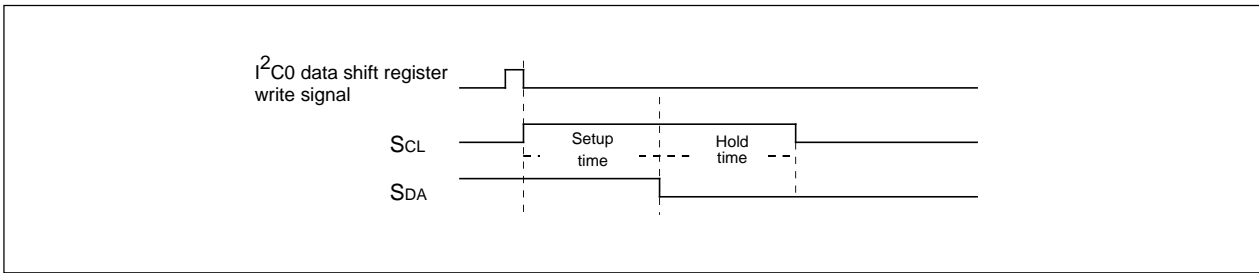 I2C0 data shift register
write signal
SCL
Setup
time
Hold
time
SDA